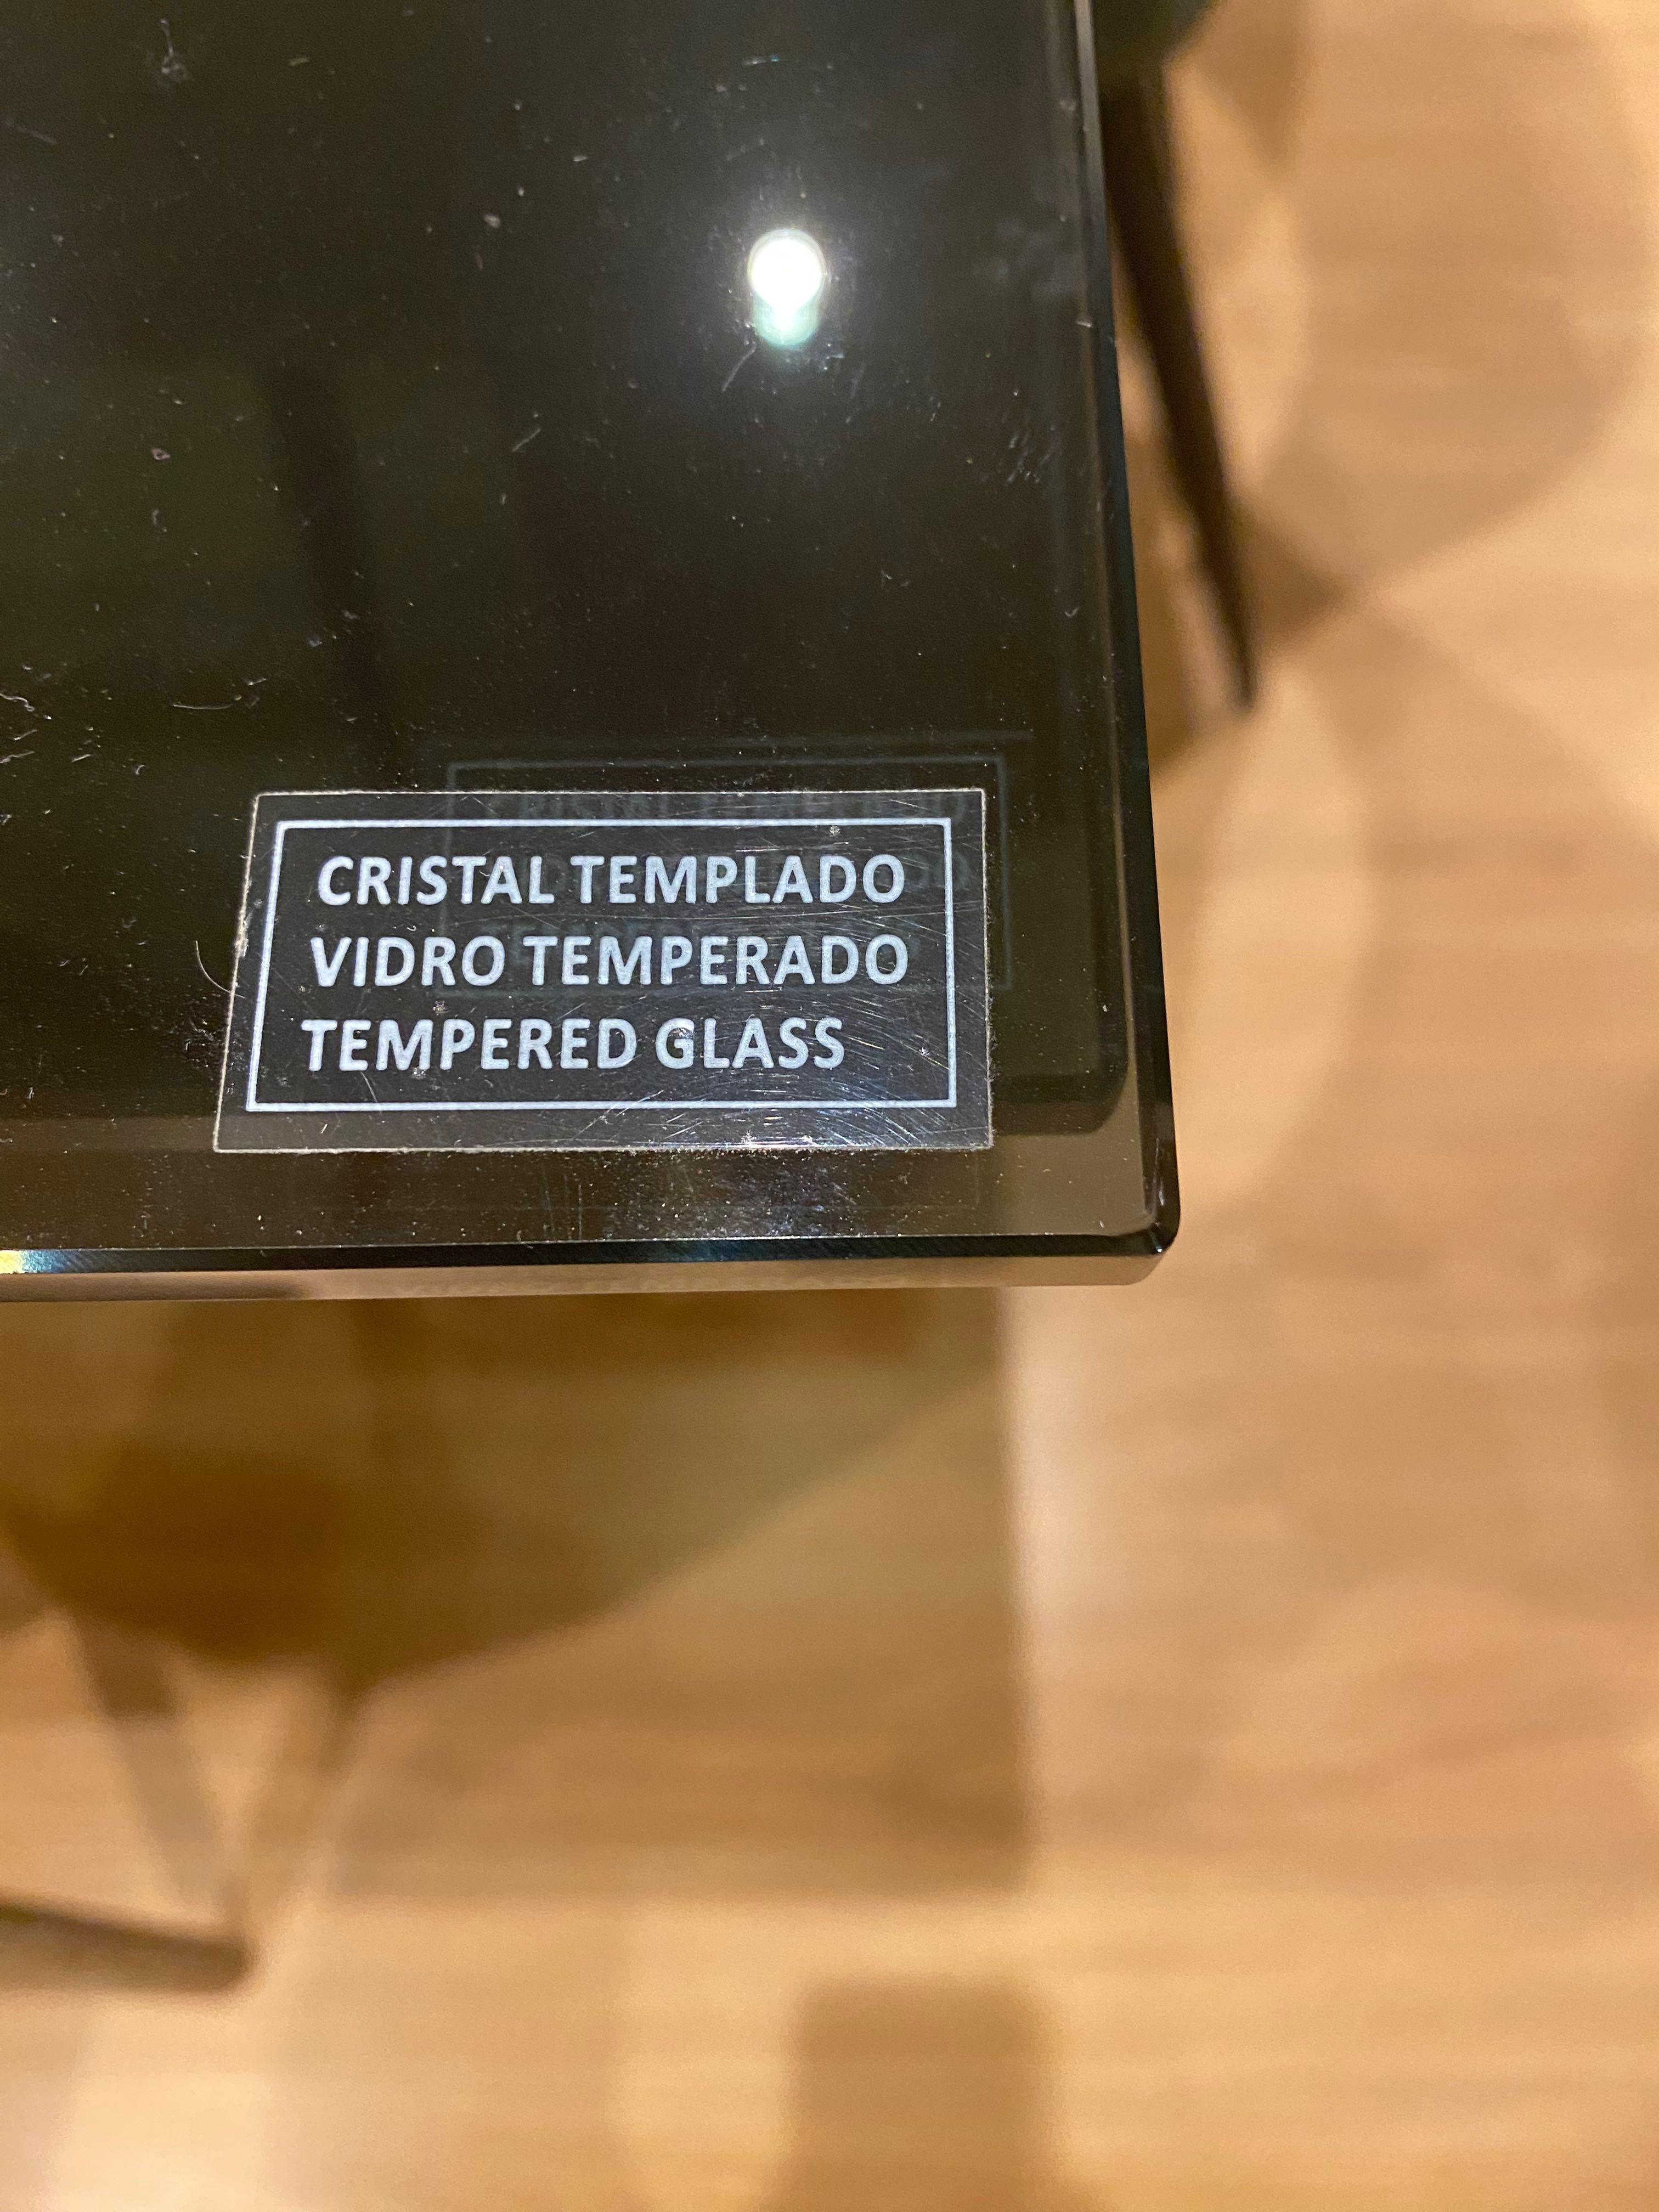 CRISTAL TEMPLADO
VIDRO TEMPERADO
TEMPERED GLASS